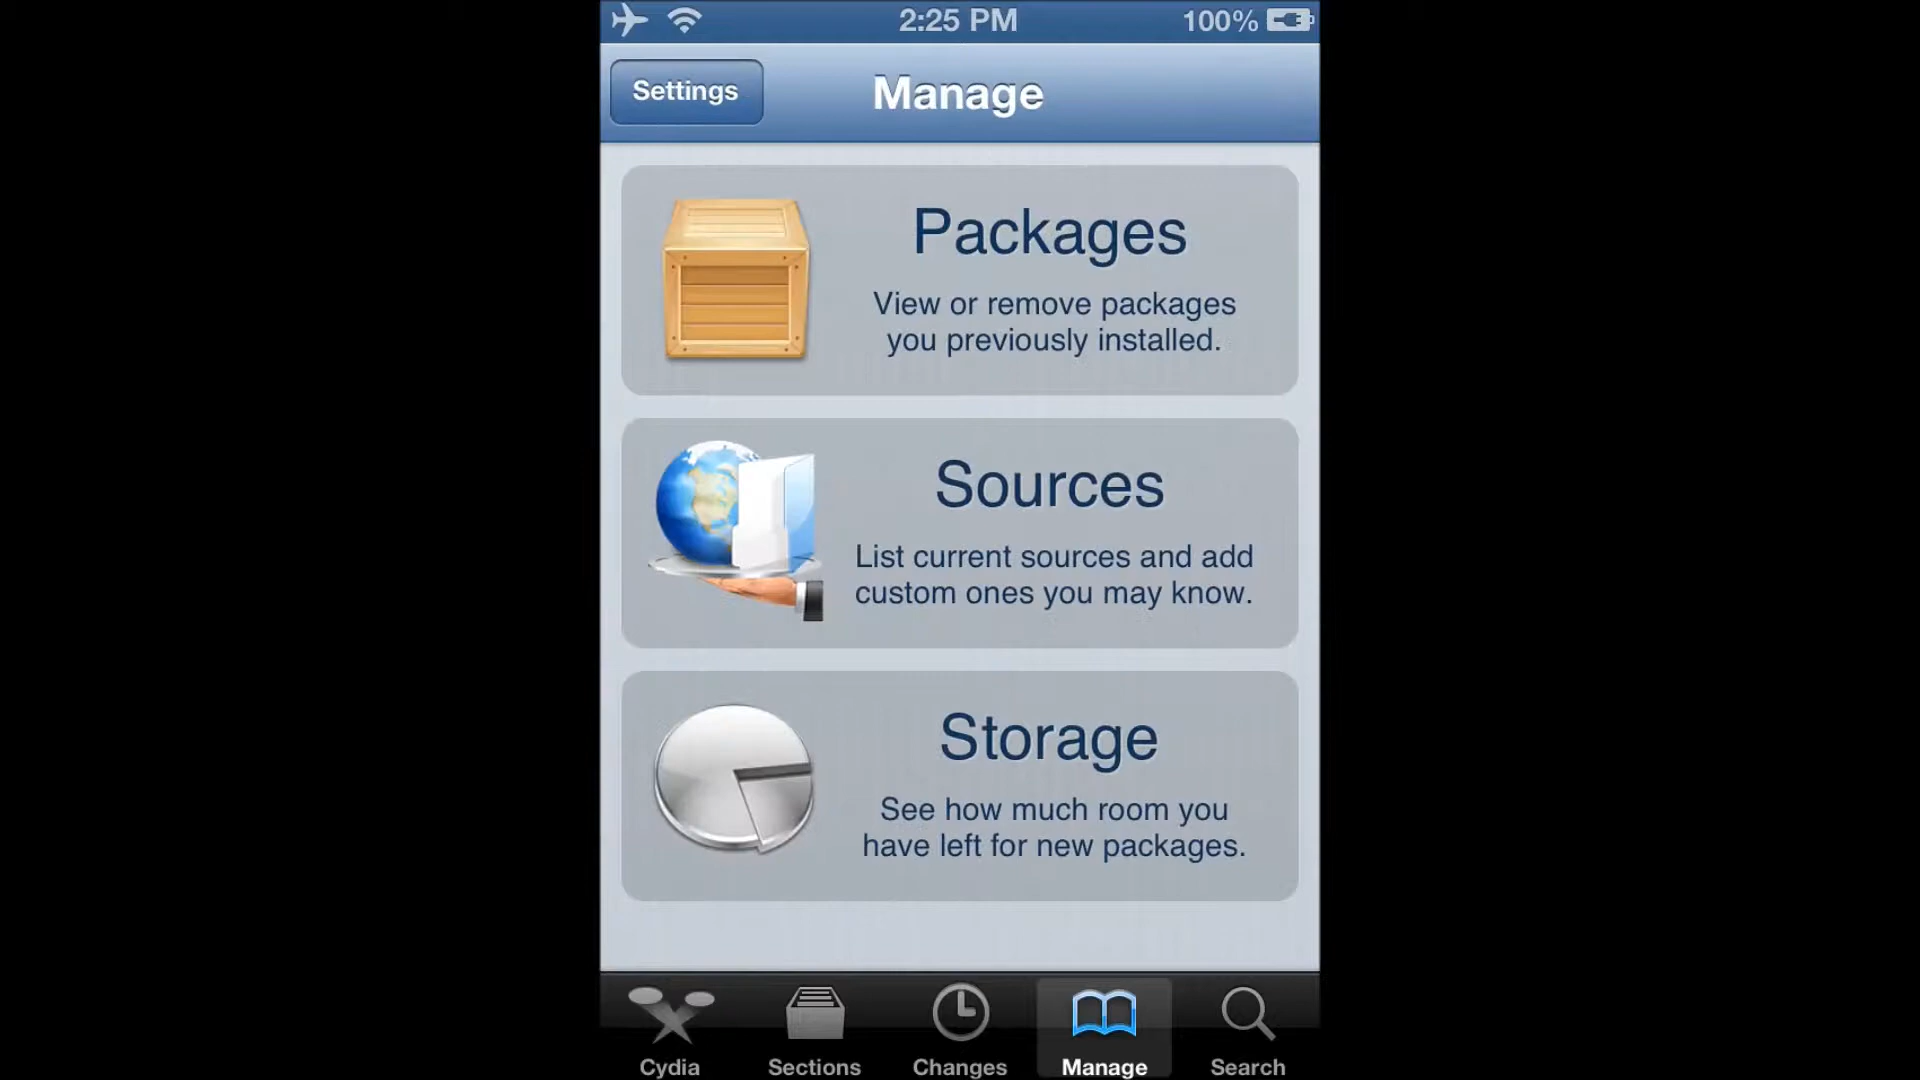 2:25 PM
100%
Settings
Manage
Packages
View or remove packages
you previously installed.
Sources
List current sources and add
custom ones you may know.
Storage
See how much room you
have left for new packages.
Cydia
Sections
Changes
Manage
Search